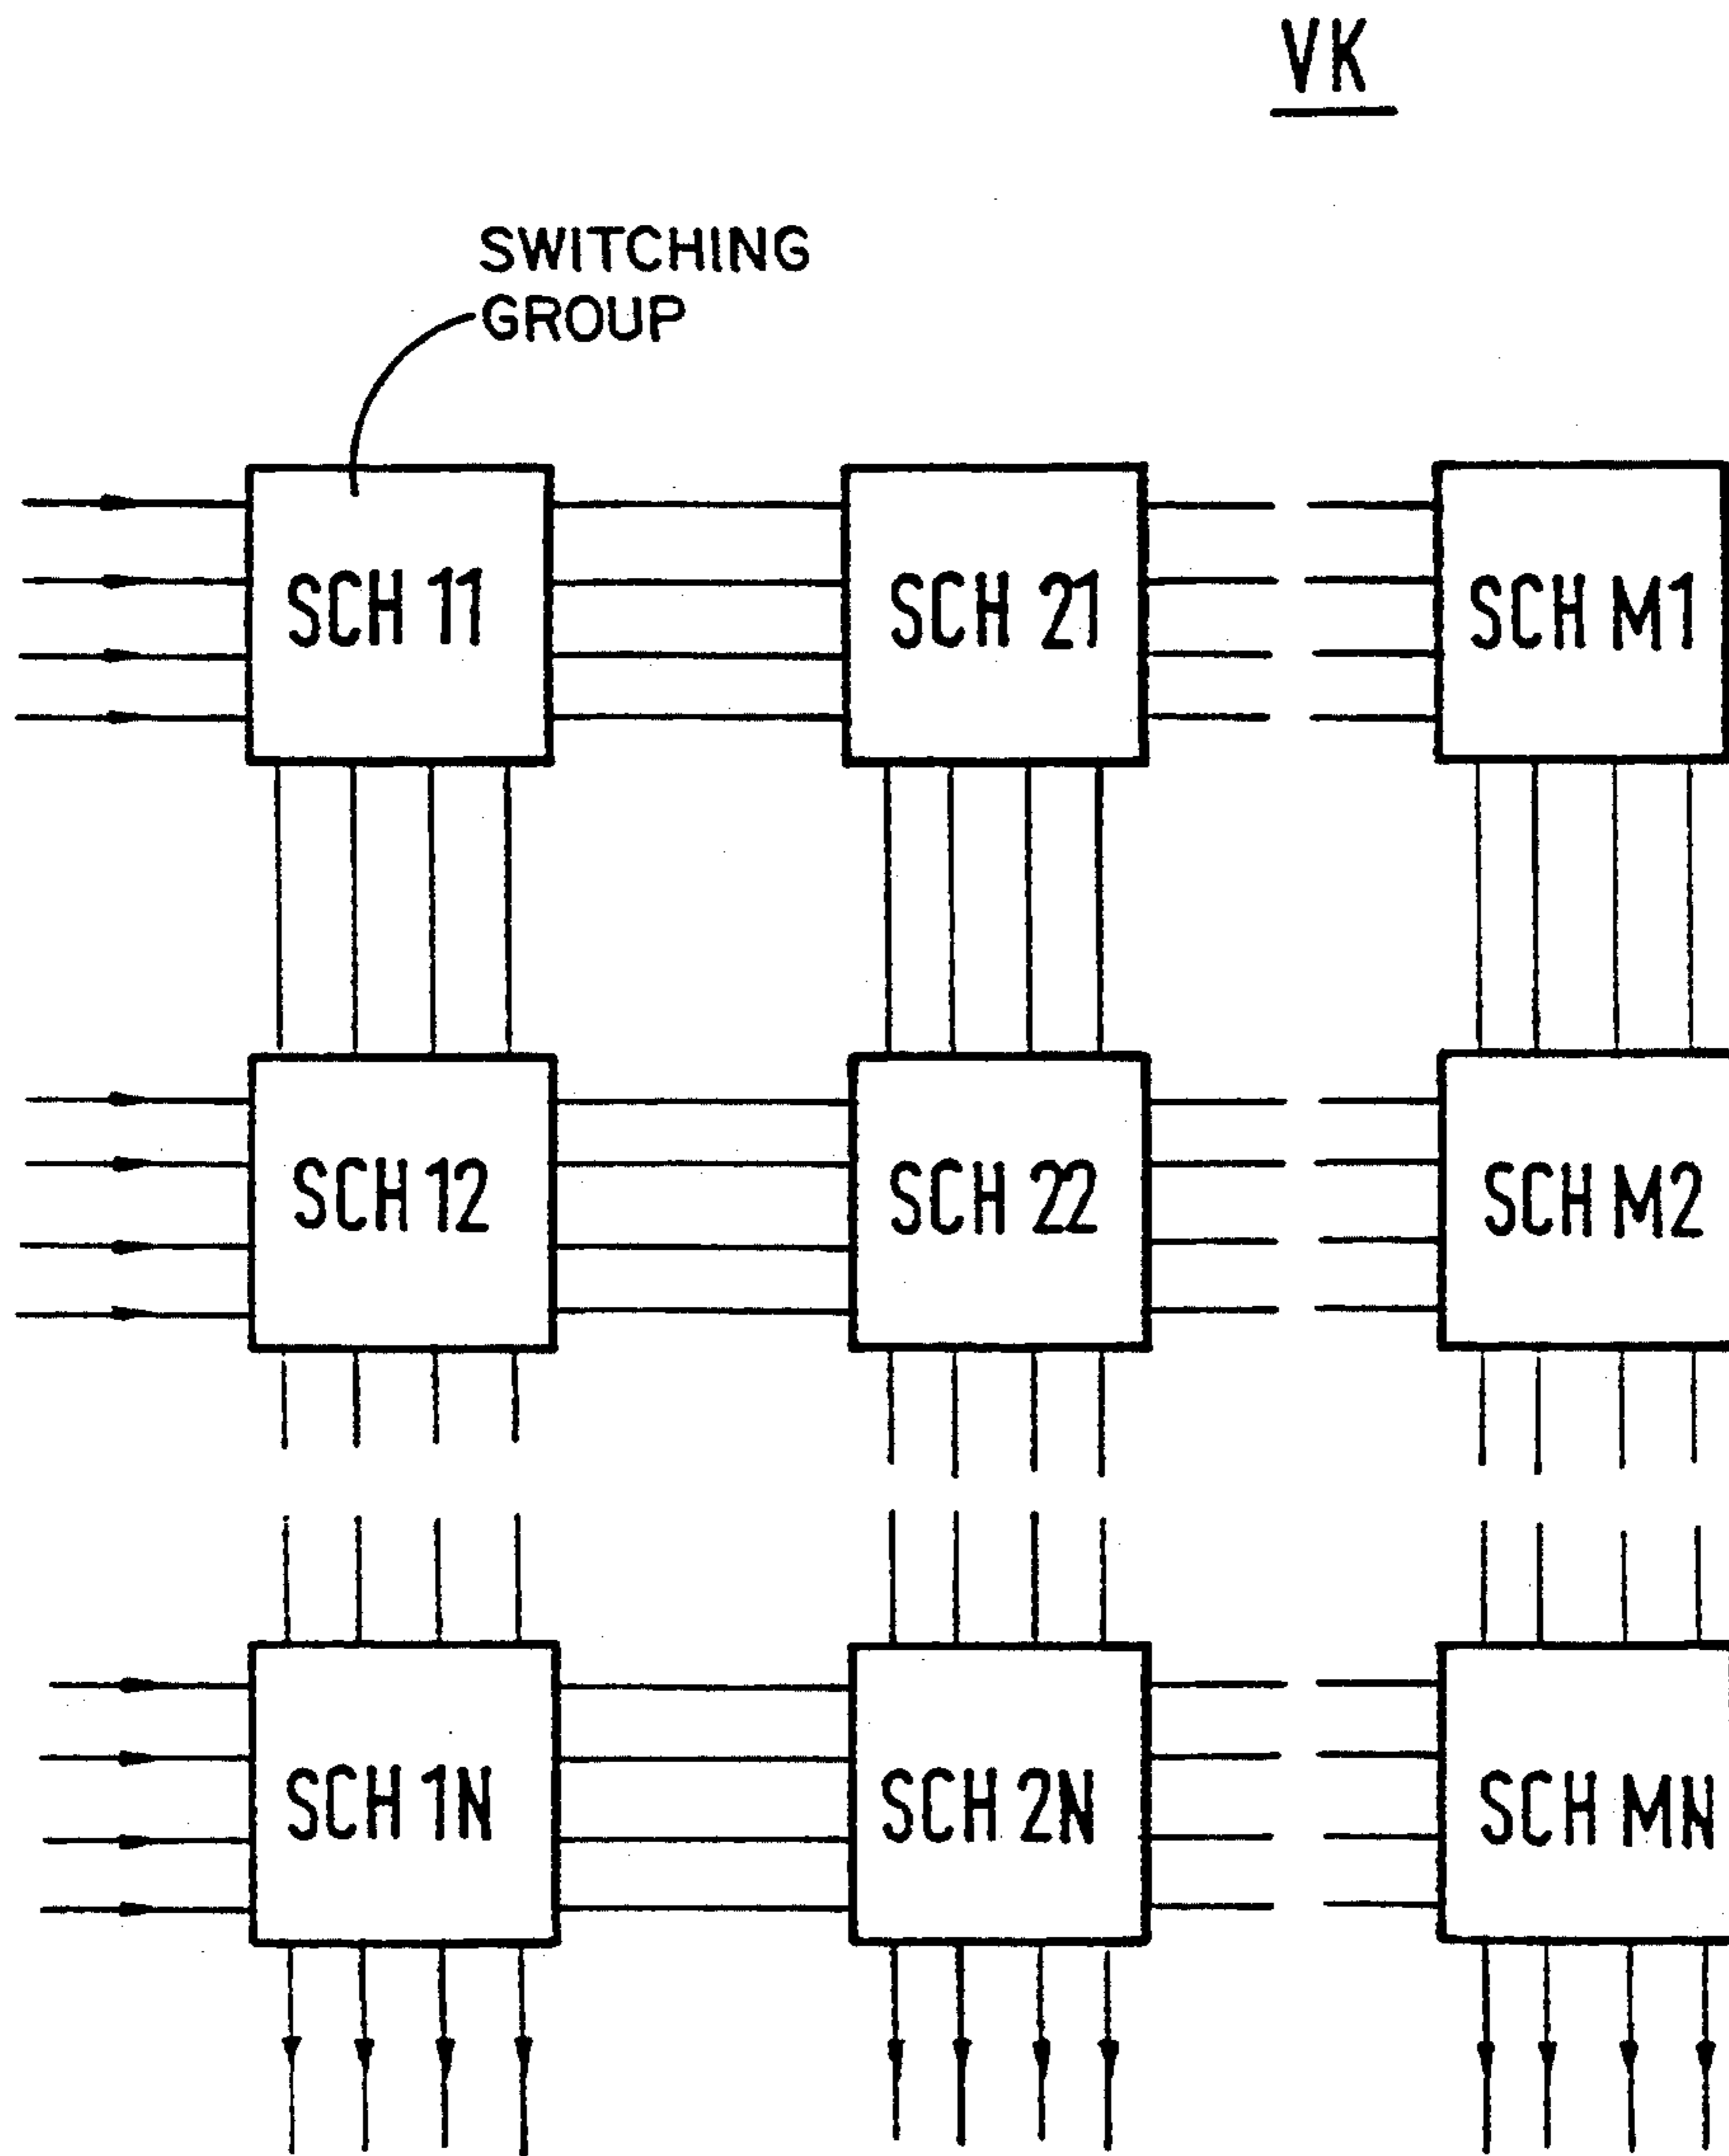 VK
SWITCHING
GROUP
SCH 11
SCH 21
SCH M1
SCH 12
SCH 22
SCH M2
SCH 1N
SCH 2N
SCH MN